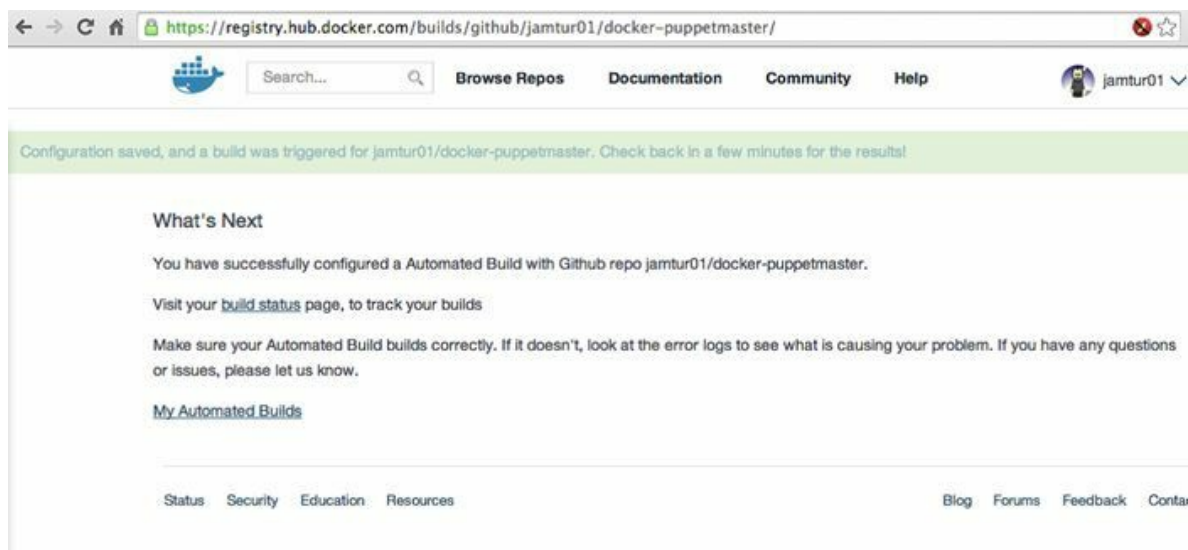 https://registry.hub.docker.com/builds/github/jamtur01/docker-puppetmaster/
Search... Browse Repos Documentation Community Help jamtur01
Configuration saved, and a build was triggered for jamtur01/docker-puppetmaster. Check back in a few minutes for the results!
What's Next
You have successfully configured a Automated Build with Github repo jamtur01/docker-puppetmaster.
Visit your build status page, to track your builds
Make sure your Automated Build builds correctly. If it doesn't, look at the error logs to see what is causing your problem. If you have any questions
or issues, please let us know.
My Automated Builds
Status Security Education Resources Blog Forums Feedback Conta